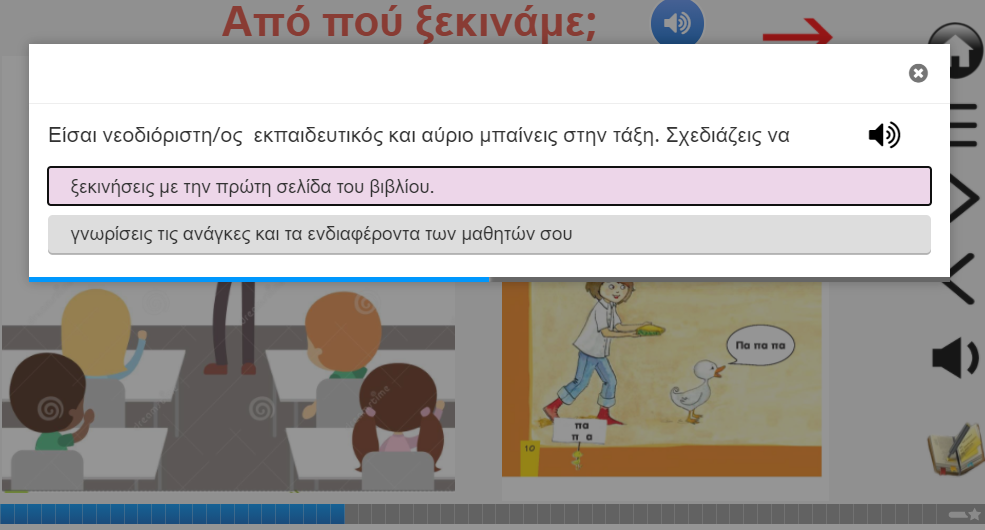 Από πού ξεκινάμε;
Είσαι νεοδιόριστη/ος εκπαιδευτικός και αύριο μπαίνεις στην τάξη. Σχεδιάζεις να
ξεκινήσεις με την πρώτη σελίδα του βιβλίου.
γνωρίσεις τις ανάγκες και τα ενδιαφέροντα των μαθητών σου
Πα πα πα
πα
π α
10